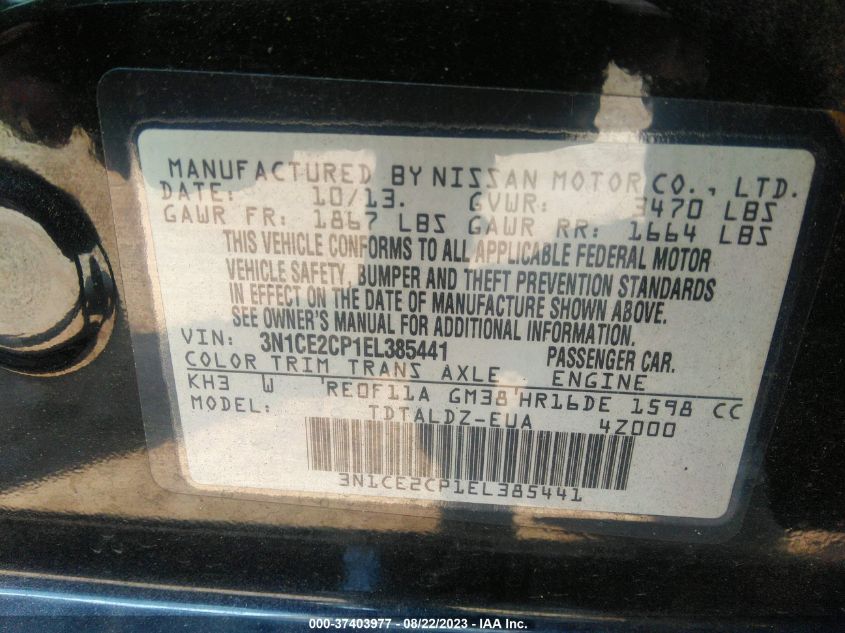 MANUFACTURED BY NISSAN MOTOR CO., LTD.
DATE: 10/13. GVWR: 3470 LBS
GAWR FR: 1867 LBS GAWR RR: 1664 LBS
THIS VEHICLE CONFORMS TO ALL APPLICABLE FEDERAL MOTOR
VEHICLE SAFETY, BUMPER AND THEFT PREVENTION STANDARDS
IN EFFECT ON THE DATE OF MANUFACTURE SHOWN ABOVE.
SEE OWNER'S MANUAL FOR ADDITIONAL INFORMATION.
VIN: 3N1CE2CP1EL385441 PASSENGER CAR.
COLOR TRIM TRANS AXLE ENGINE
KH3 W RE0F11A GM38 HR16DE 1598 CC
MODEL: TDTALDZ-EUA 4Z000
3N1CE2CP1EL385441
000-37403977 - 08/22/2023 - IAA Inc.